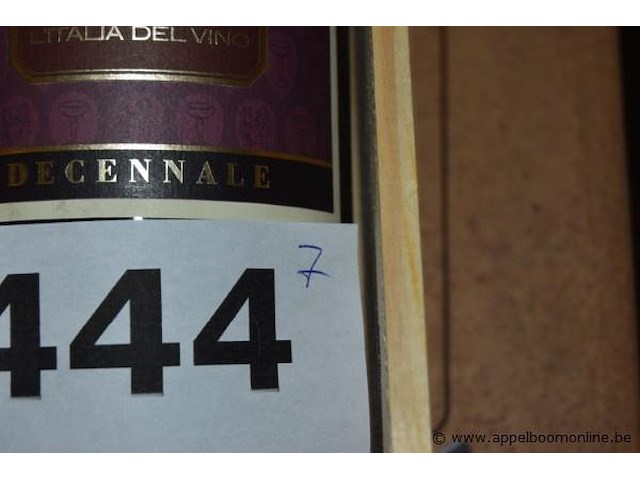 L'ITALIA DEL VINO
DECENNALE
7
444
© www.appelboomonline.be